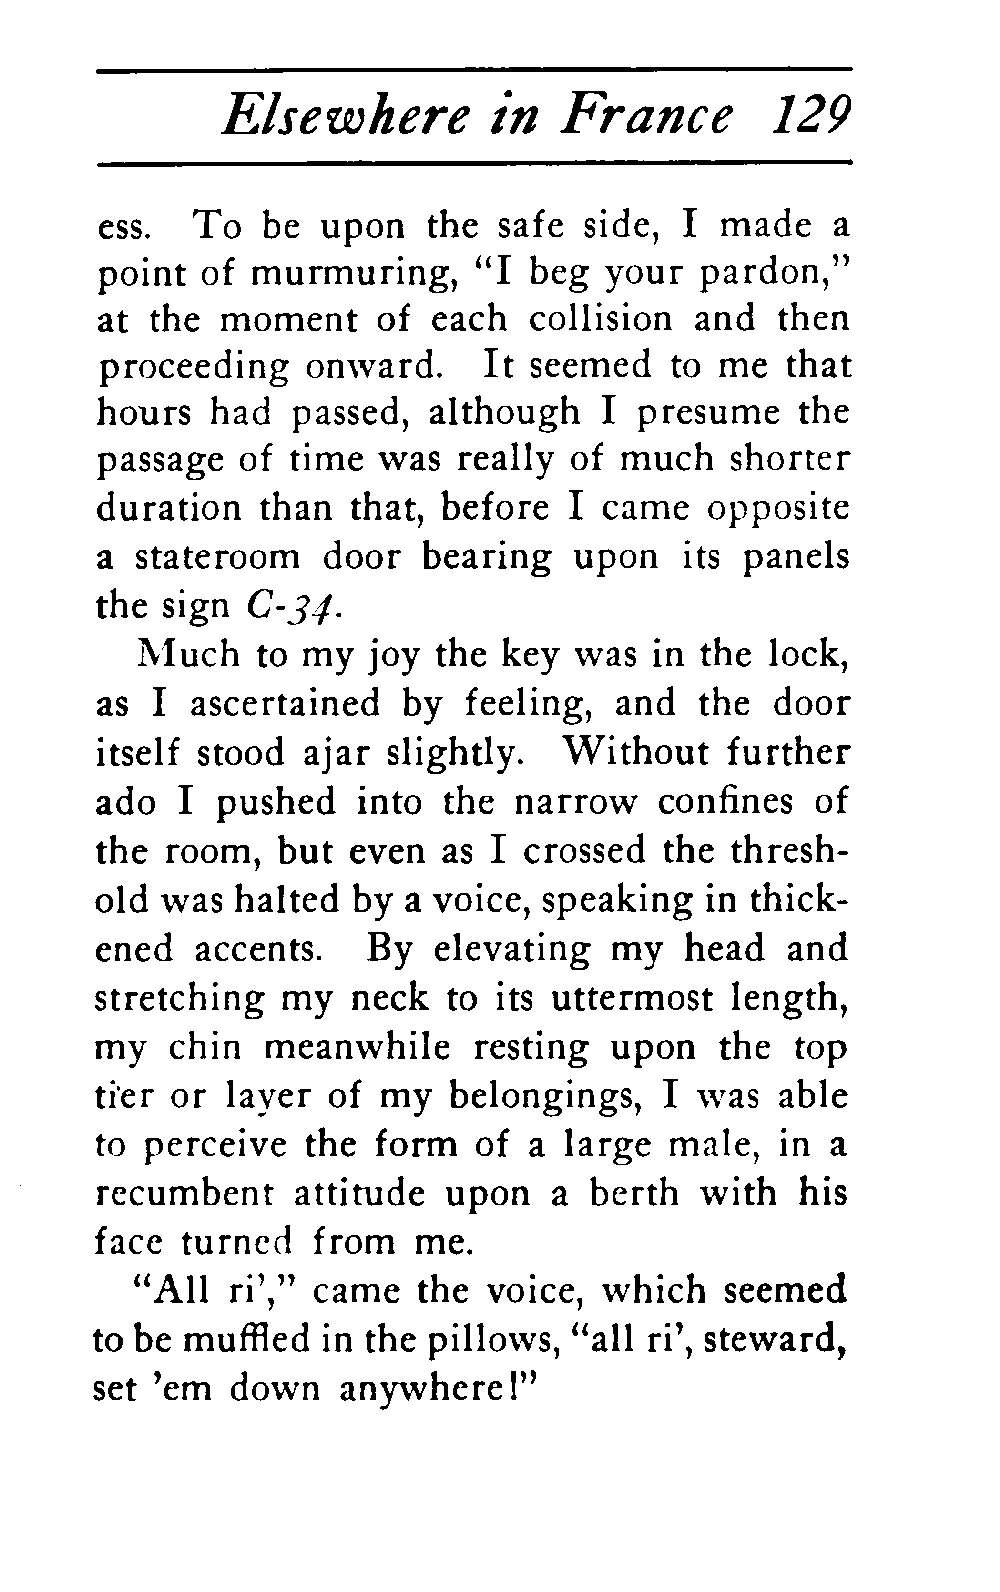 Elsewhere in France 129
ess. To be upon the safe side, I made a
point of murmuring, “I beg your pardon,”
at the moment of each collision and then
proceeding onward. It seemed to me that
hours had passed, although I presume the
passage of time was really of much shorter
duration than that, before I came opposite
a stateroom door bearing upon its panels
the sign C-34.
Much to my joy the key was in the lock,
as I ascertained by feeling, and the door
itself stood ajar slightly. Without further
ado I pushed into the narrow confines of
the room, but even as I crossed the thresh-
old was halted by a voice, speaking in thick-
ened accents. By elevating my head and
stretching my neck to its uttermost length,
my chin meanwhile resting upon the top
tier or layer of my belongings, I was able
to perceive the form of a large male, in a
recumbent attitude upon a berth with his
face turned from me.
“All ri’,” came the voice, which seemed
to be muffled in the pillows, “all ri’, steward,
set ’em down anywhere!”